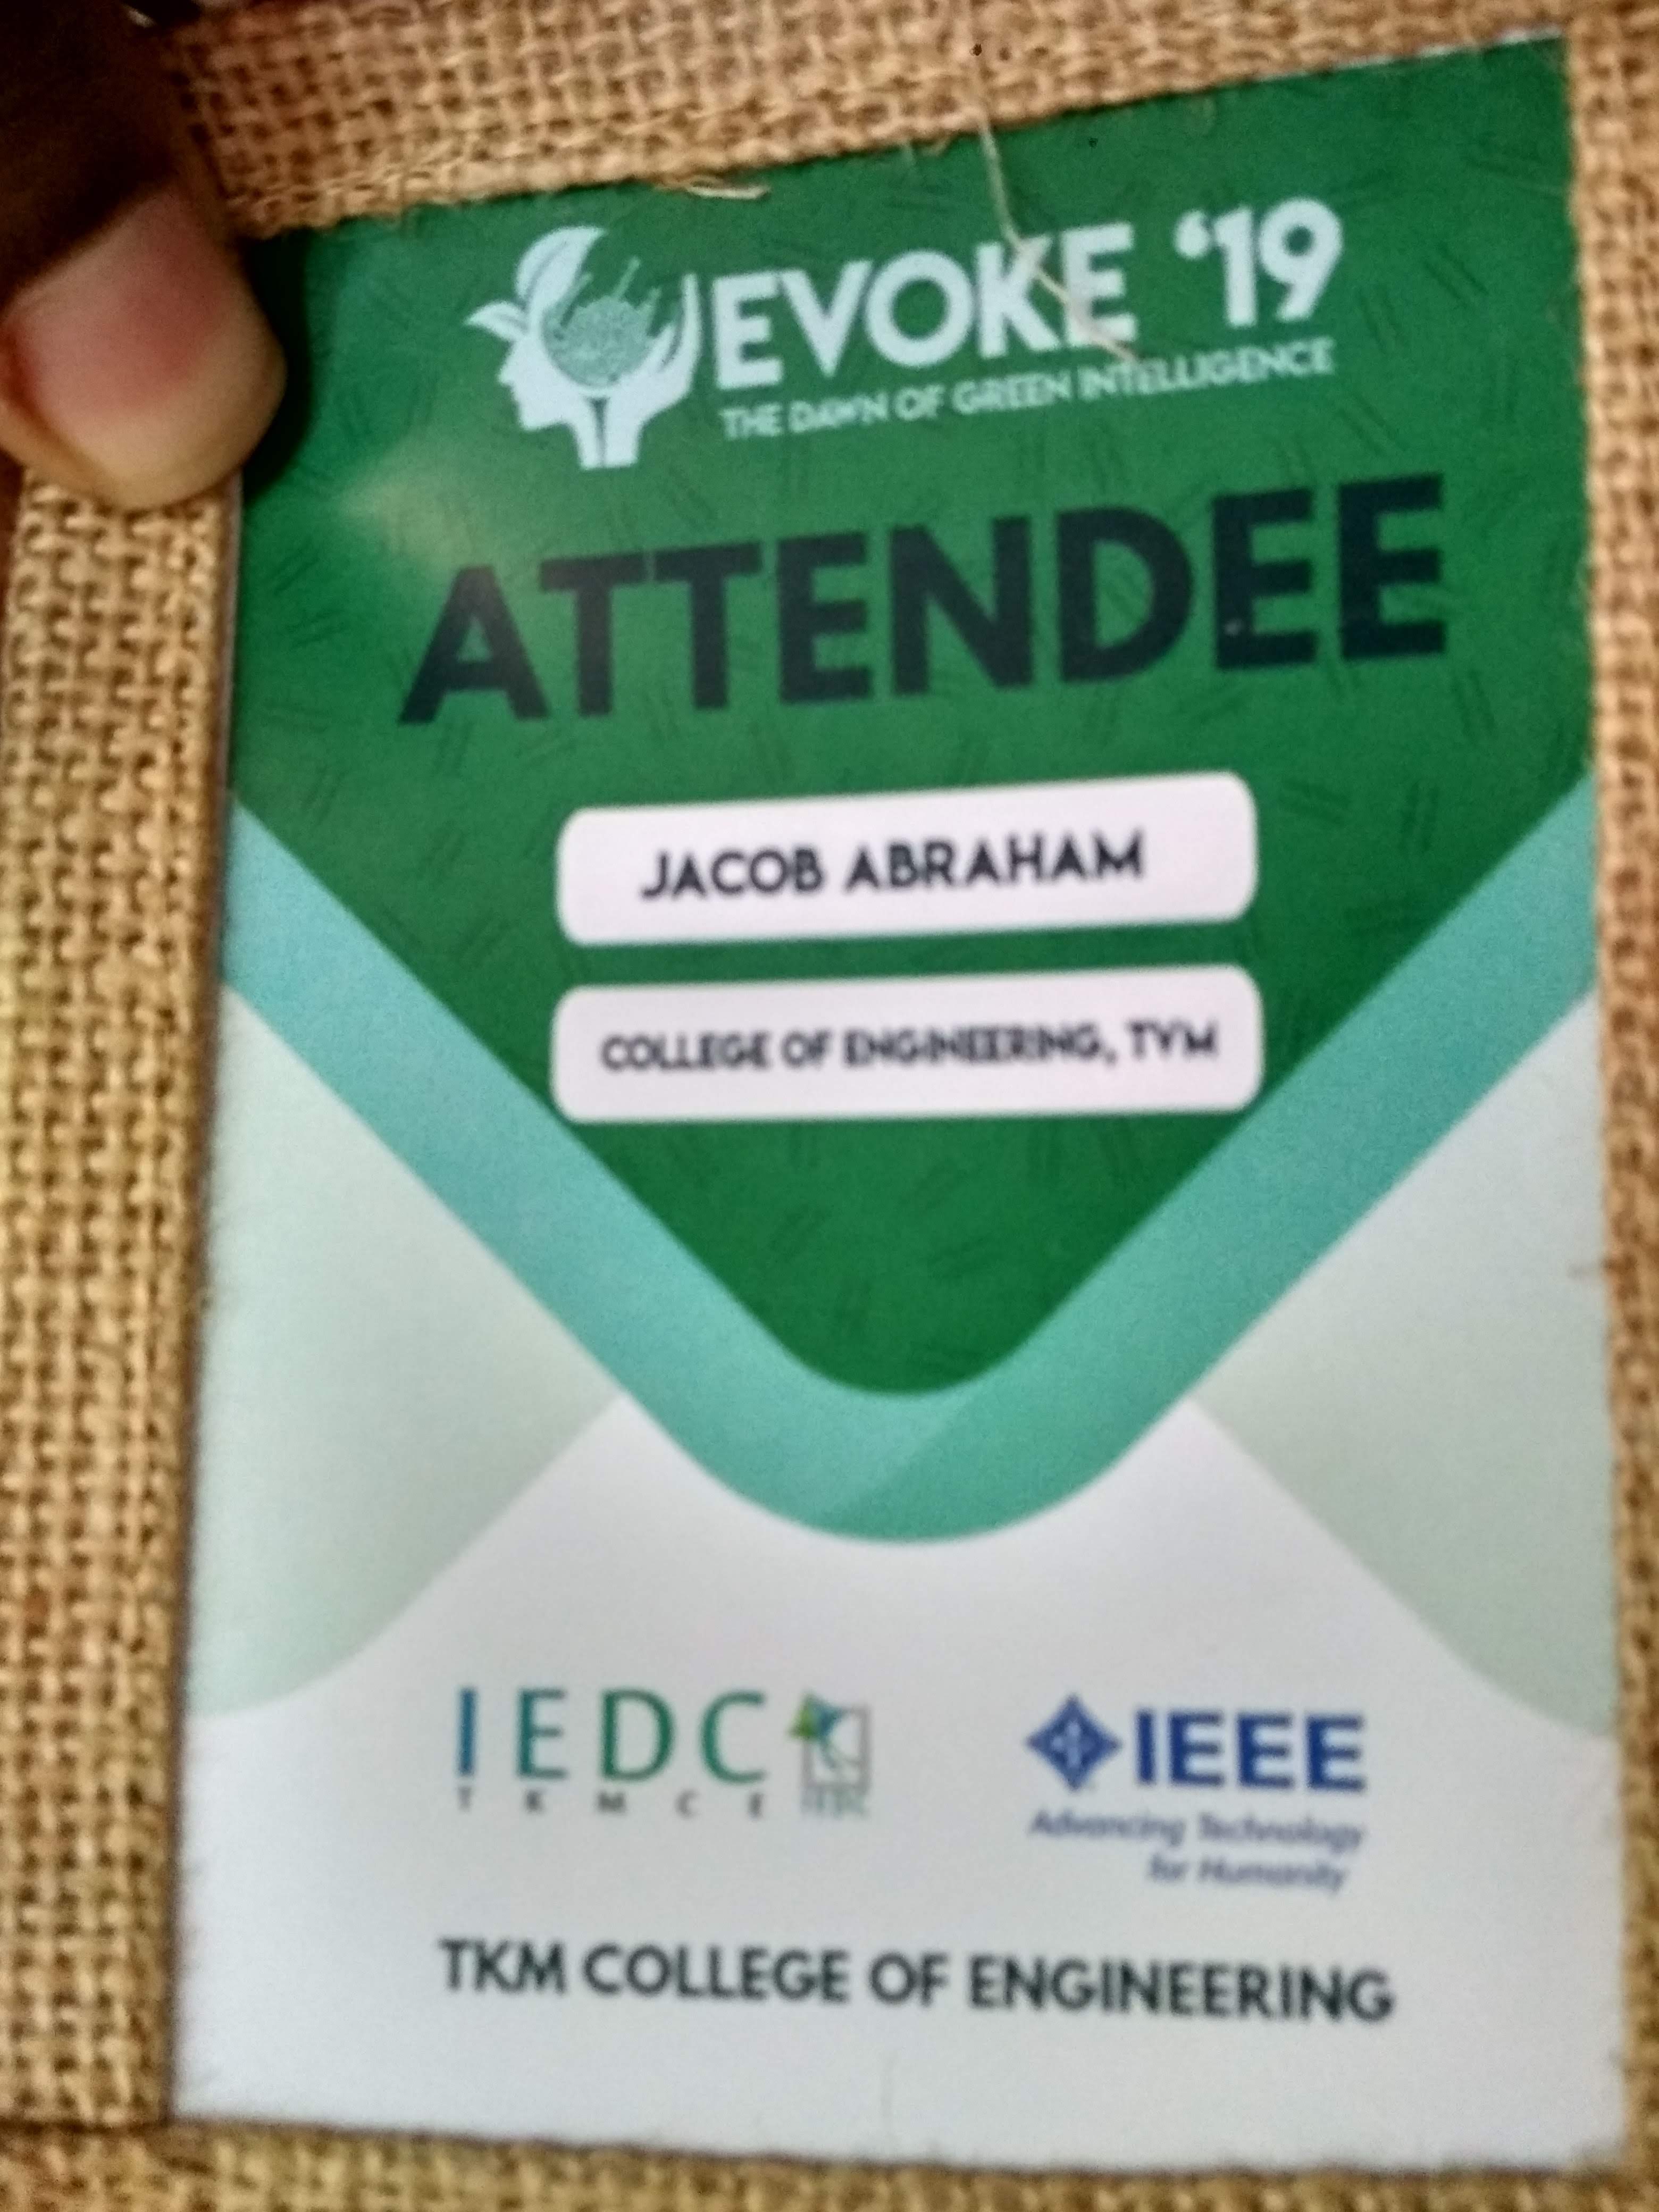 EVOKE ‘19
THE DAWN OF GREEN INTELLIGENCE
ATTENDEE
JACOB ABRAHAM
COLLEGE OF ENGINEERING, TVM
IEDC
TKMCE
IEDC
IEEE
Advancing Technology
for Humanity
TKM COLLEGE OF ENGINEERING